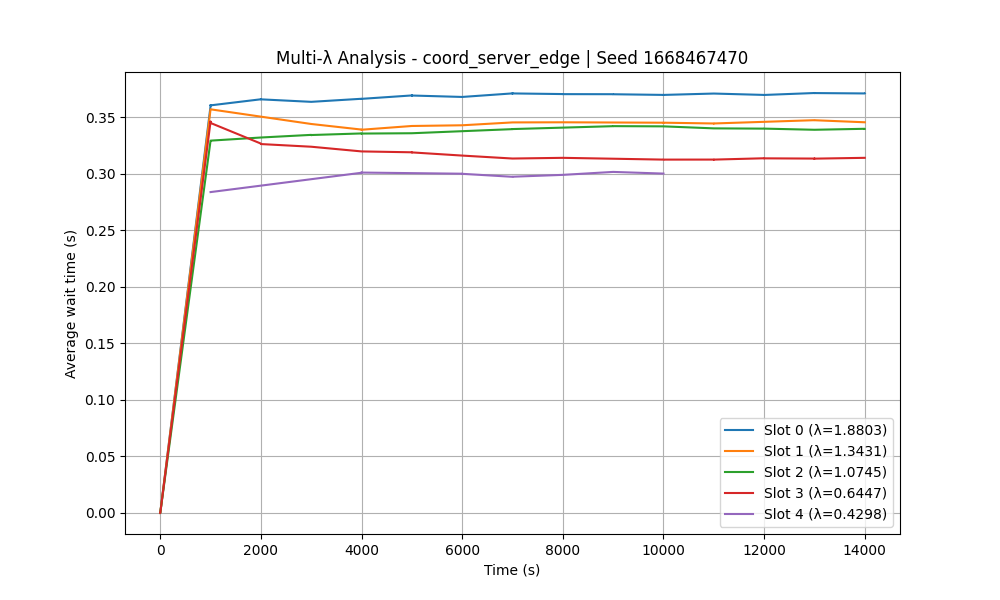 Multi-λ Analysis - coord_server_edge | Seed 1668467470
Average wait time (s)
0.35
0.30
0.25
0.20
0.15
0.10
0.05
0.00
Slot 0 (λ=1.8803)
Slot 1 (λ=1.3431)
Slot 2 (λ=1.0745)
Slot 3 (λ=0.6447)
Slot 4 (λ=0.4298)
0 2000 4000 6000 8000 10000 12000 14000
Time (s)